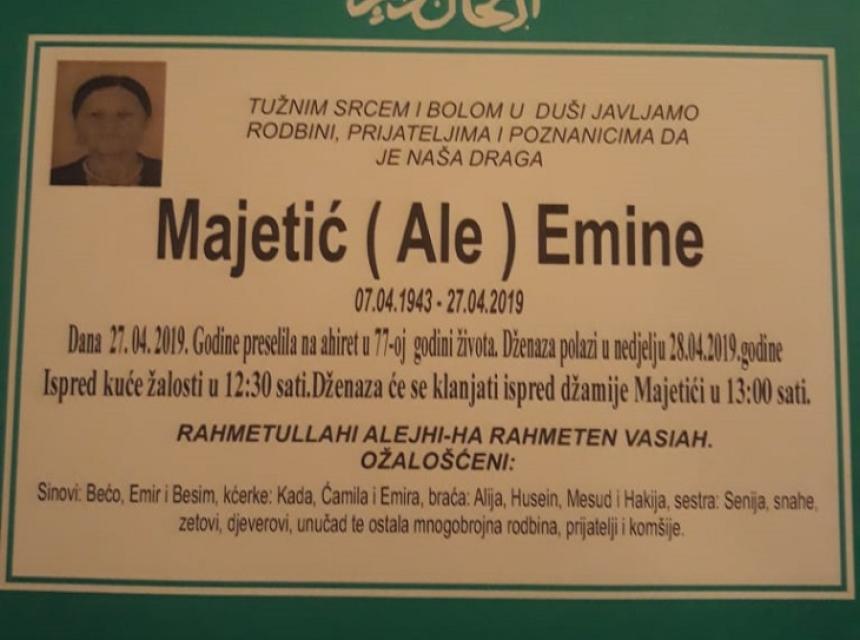 TUŽNIM SRCEM I BOLOM U DUŠI JAVLJAMO
RODBINI, PRIJATELJIMA I POZNANICIMA DA
JE NAŠA DRAGA
Majetić ( Ale ) Emine
07.04.1943 - 27.04.2019
Dana 27. 04. 2019. Godine preselila na ahiret u 77-oj godini života. Dženaza polazi u nedjelju 28.04.2019.godine
Ispred kuće žalosti u 12:30 sati.Dženaza će se klanjati ispred džamije Majetići u 13:00 sati.
RAHMETULLAHI ALEJHI-HA RAHMETEN VASIAH.
OŽALOŠĆENI:
Sinovi: Bećo, Emir i Besim, kćerke: Kada, Ćamila i Emira, braća: Alija, Husein, Mesud i Hakija, sestra: Senija, snahe,
zetovi, djeverovi, unučad te ostala mnogobrojna rodbina, prijatelji i komšije.